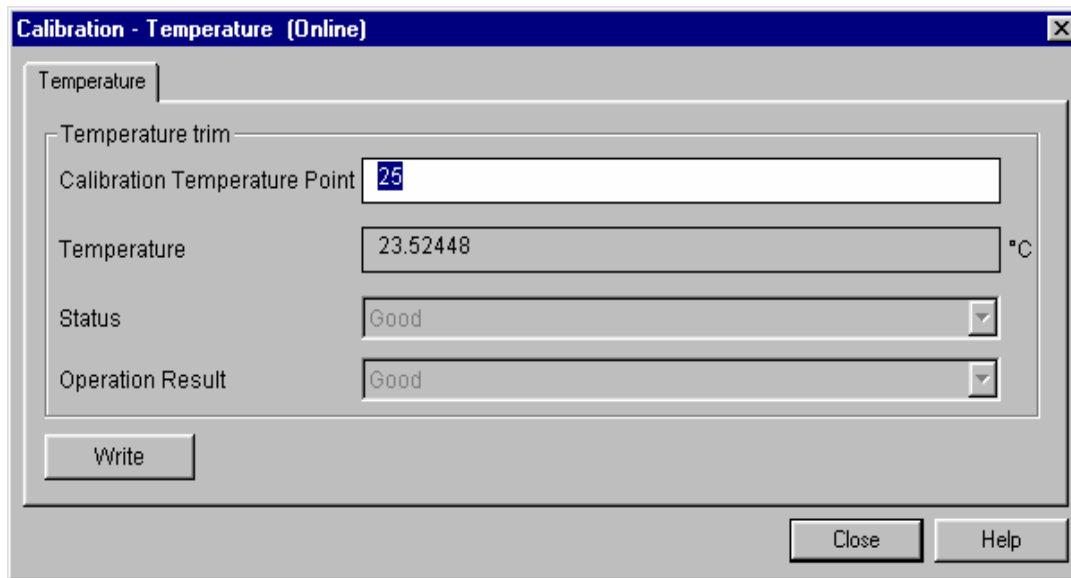 Calibration - Temperature (Online)
Temperature
Temperature trim
Calibration Temperature Point 25
Temperature 23.52448 °C
Status Good
Operation Result Good
Write
Close Help